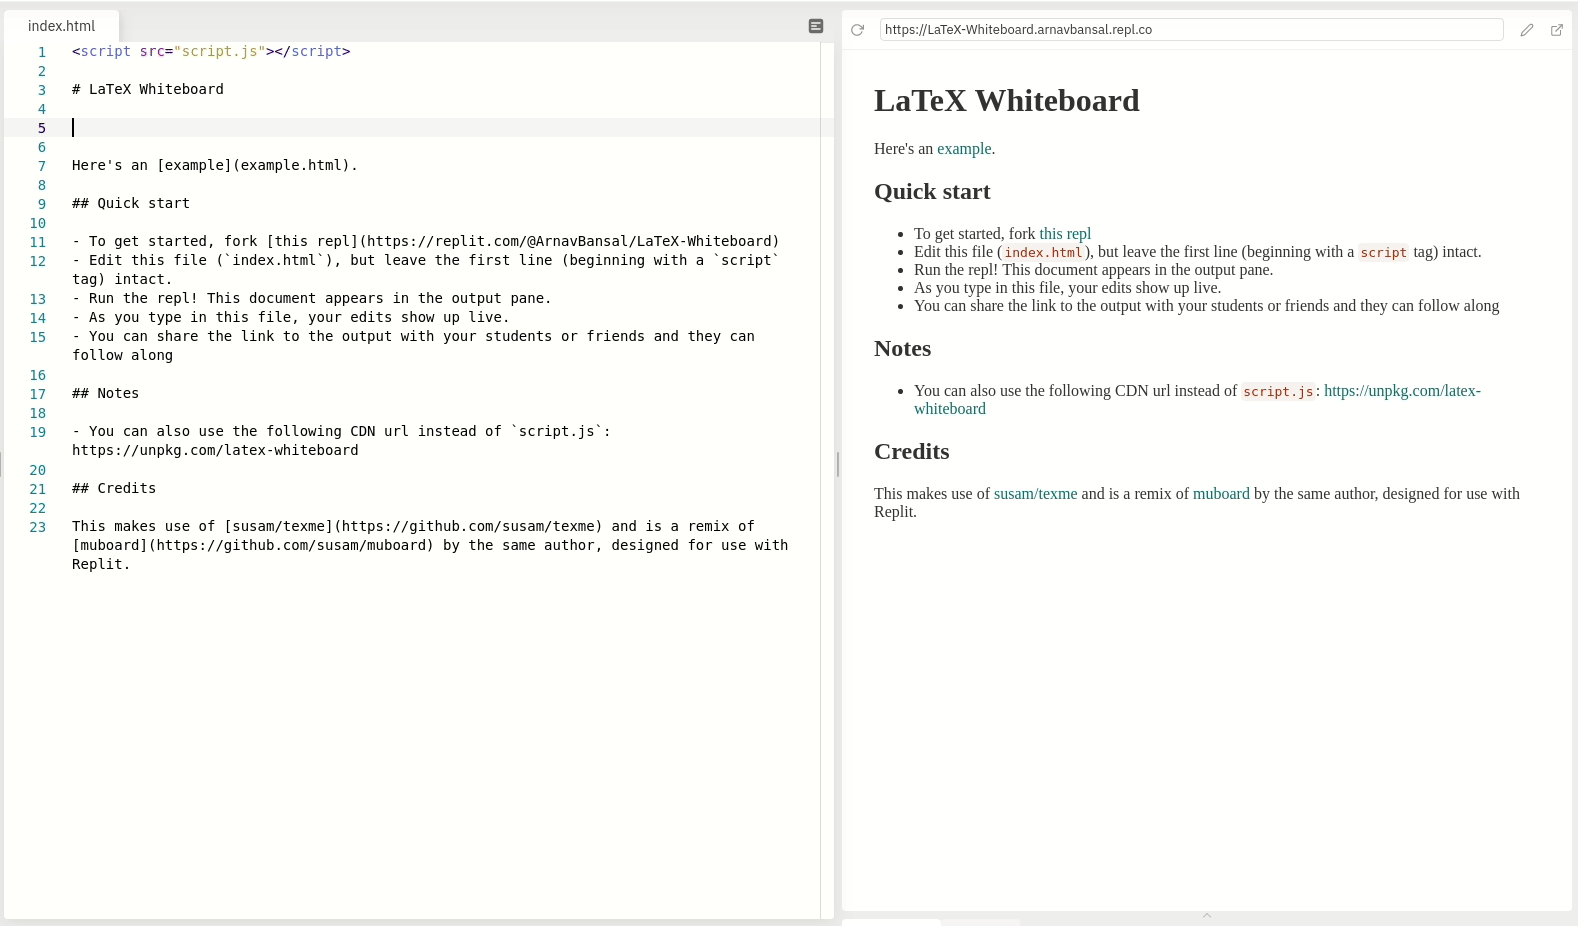 index.html
1 <script src="script.js"></script>
2
3 # LaTeX Whiteboard
4
5
6
7 Here's an [example](example.html).
8
9 ## Quick start
10
11 - To get started, fork [this repl](https://replit.com/@ArnavBansal/LaTeX-Whiteboard)
12 - Edit this file (`index.html`), but leave the first line (beginning with a `script`
tag) intact.
13 - Run the repl! This document appears in the output pane.
14 - As you type in this file, your edits show up live.
15 - You can share the link to the output with your students or friends and they can
follow along
16
17 ## Notes
18
19 - You can also use the following CDN url instead of `script.js`:
https://unpkg.com/latex-whiteboard
20
21 ## Credits
22
23 This makes use of [susam/texme](https://github.com/susam/texme) and is a remix of
[muboard](https://github.com/susam/muboard) by the same author, designed for use with
Replit.
https://LaTeX-Whiteboard.arnavbansal.repl.co
LaTeX Whiteboard
Here's an example.
Quick start
• To get started, fork this repl
• Edit this file (index.html), but leave the first line (beginning with a script tag) intact.
• Run the repl! This document appears in the output pane.
• As you type in this file, your edits show up live.
• You can share the link to the output with your students or friends and they can follow along
Notes
• You can also use the following CDN url instead of script.js: https://unpkg.com/latex-
whiteboard
Credits
This makes use of susam/texme and is a remix of muboard by the same author, designed for use with
Replit.